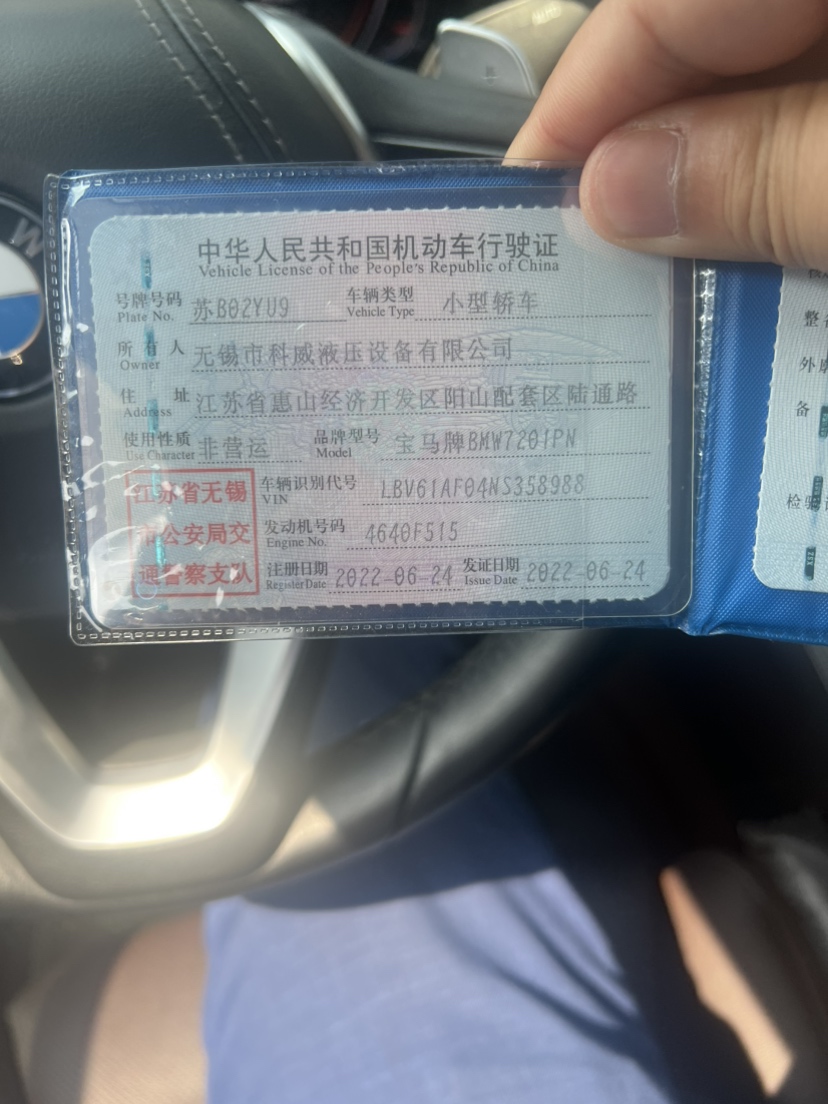 中华人民共和国机动车行驶证
Vehicle License of the People's Republic of China
号牌号码 苏B02YU9 车辆类型 小型轿车
Plate No. Vehicle Type
所有人 无锡市科威液压设备有限公司
Owner
住址 江苏省惠山经济开发区阳山配套区陆通路
Address
使用性质 非营运 品牌型号 宝马牌BMW7201PN
Use Character Model
江苏省无锡
市公安局交
通警察支队
车辆识别代号 LBV61AF04NS358988
VIN
发动机号码 4640F515
Engine No.
注册日期 2022-06-24 发证日期 2022-06-24
Register Date Issue Date
整
外廓
备
检验
W